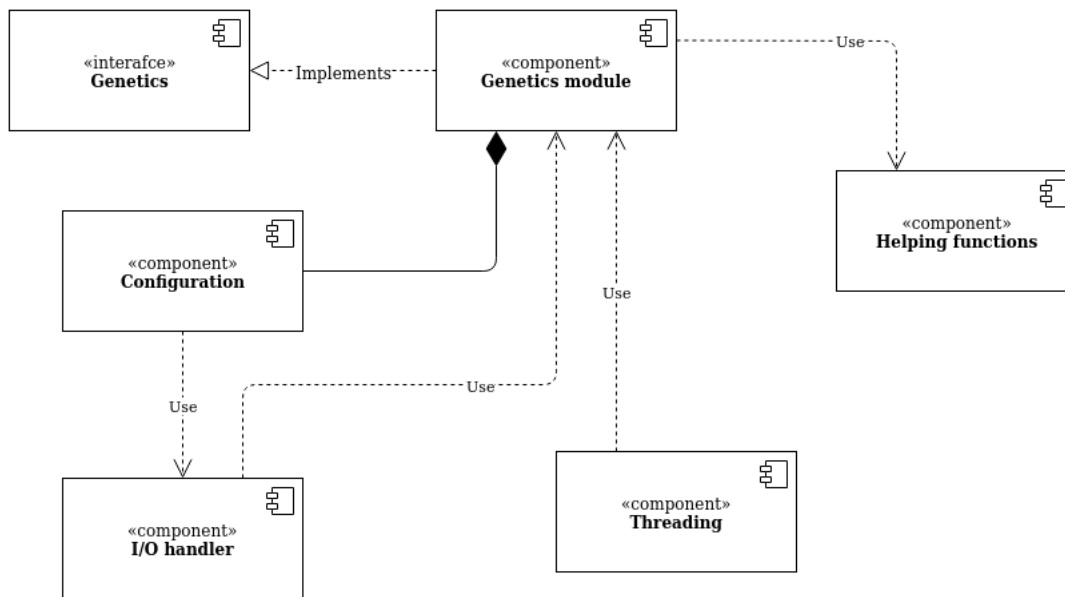 «interafce»
Genetics
Implements
«component»
Genetics module
Use
«component»
Helping functions
«component»
Configuration
Use
Use
Use
«component»
I/O handler
«component»
Threading